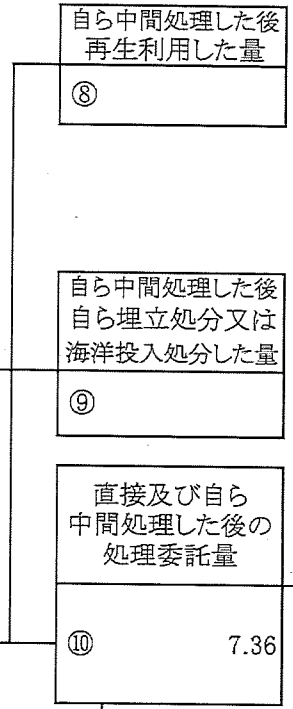 自ら中間処理した後
再生利用した量
⑧
自ら中間処理した後
自ら埋立処分又は
海洋投入処分した量
⑨
直接及び自ら
中間処理した後の
処理委託量
⑩ 7.36